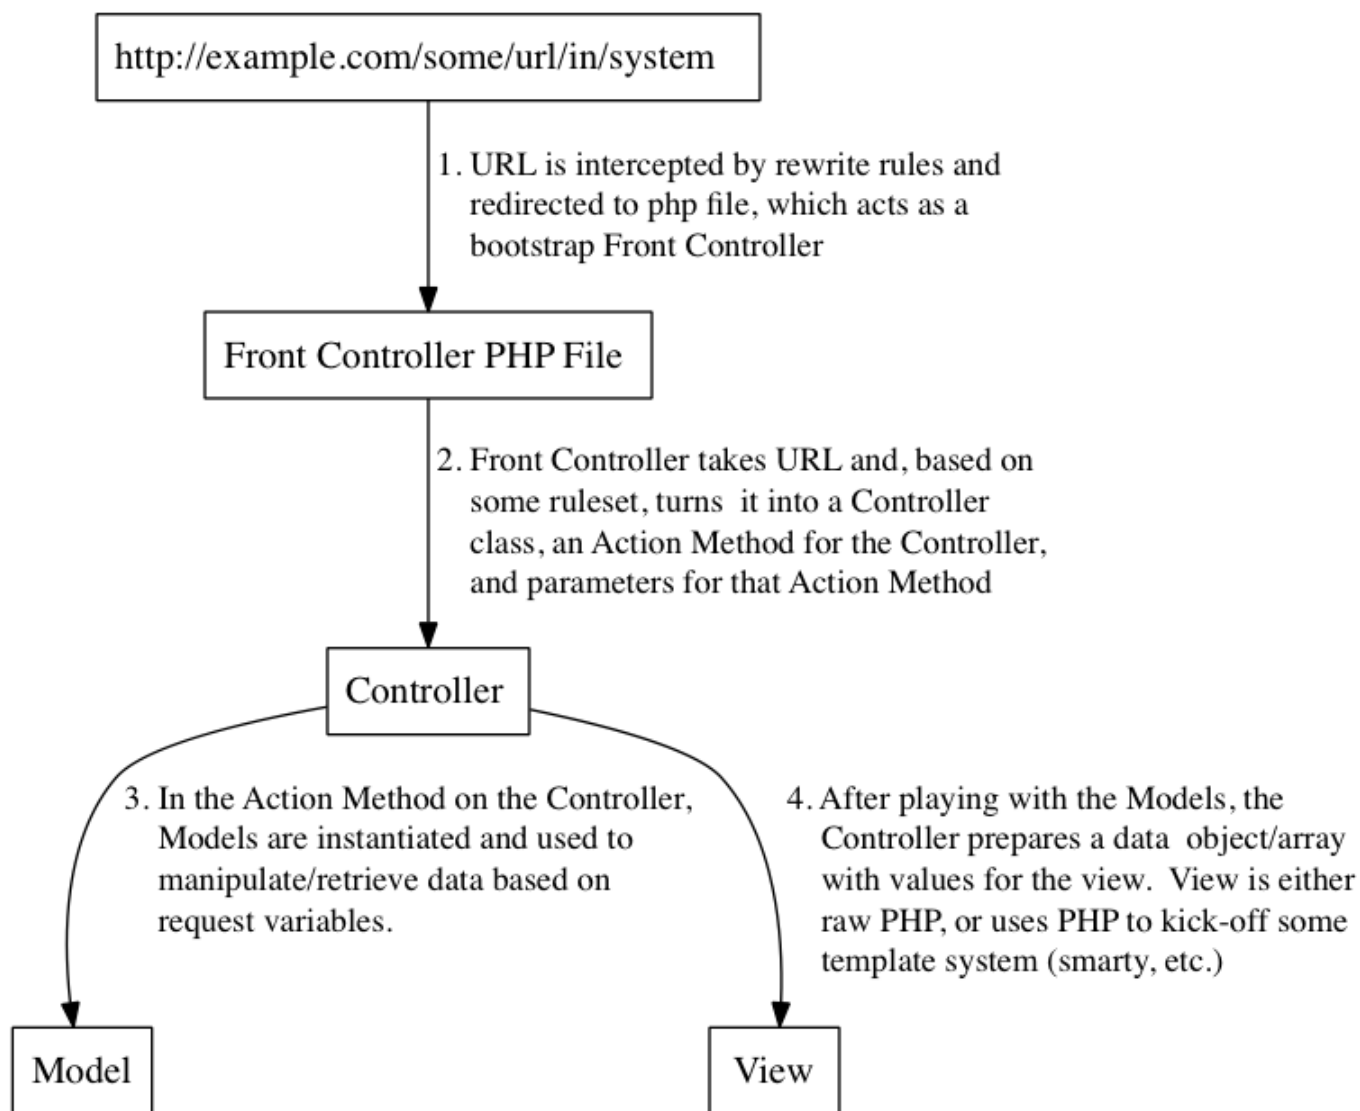 http://example.com/some/url/in/system
1. URL is intercepted by rewrite rules and
redirected to php file, which acts as a
bootstrap Front Controller
Front Controller PHP File
2. Front Controller takes URL and, based on
some ruleset, turns  it into a Controller
class, an Action Method for the Controller,
and parameters for that Action Method
Controller
3. In the Action Method on the Controller,
Models are instantiated and used to
manipulate/retrieve data based on
request variables.
4. After playing with the Models, the
Controller prepares a data  object/array
with values for the view.  View is either
raw PHP, or uses PHP to kick-off some
template system (smarty, etc.)
Model
View